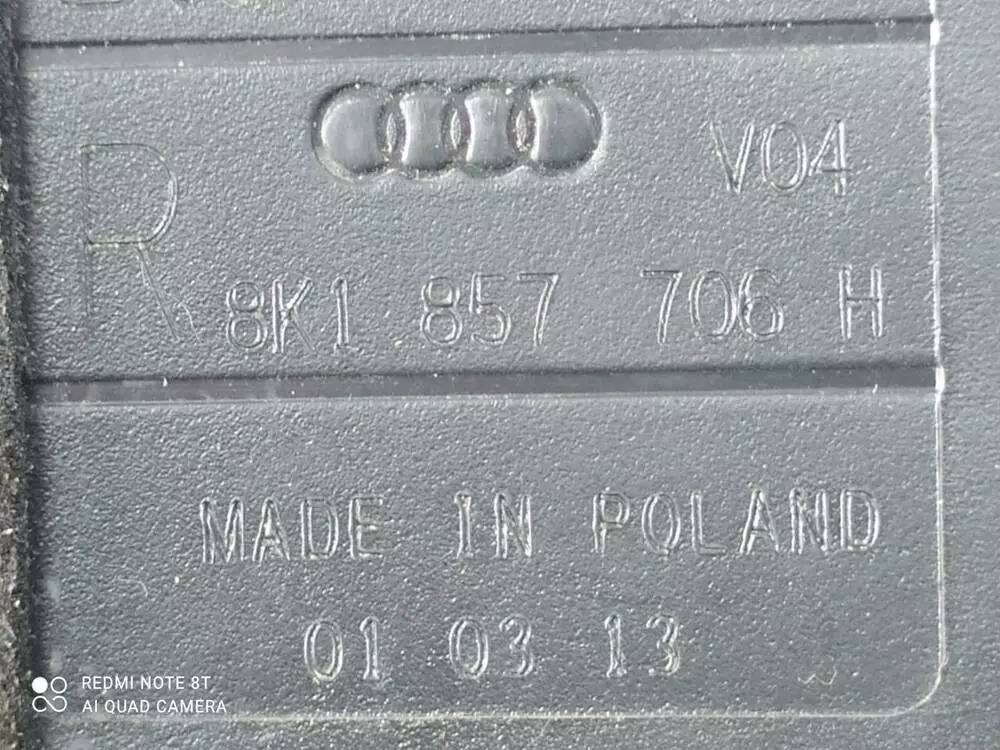 V04
R
8K1 857 706 H
MADE IN POLAND
01 03 13
REDMI NOTE 8T
AI QUAD CAMERA